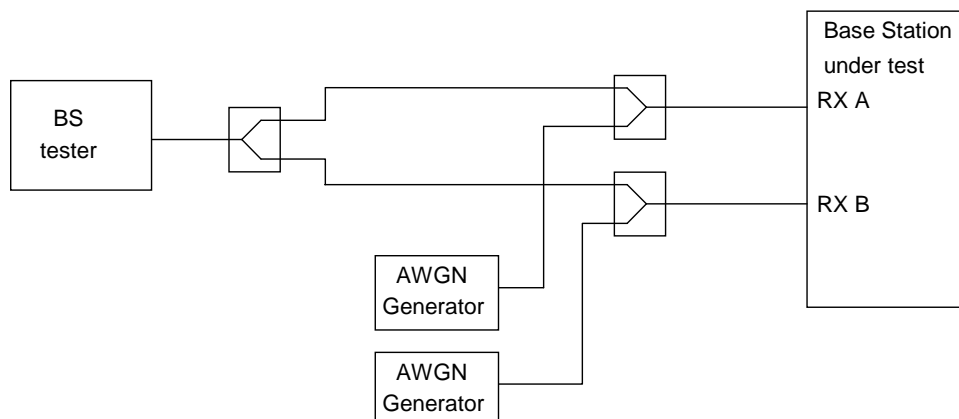 BS
tester
Base Station
under test
RX A
RX B
AWGN
Generator
AWGN
Generator